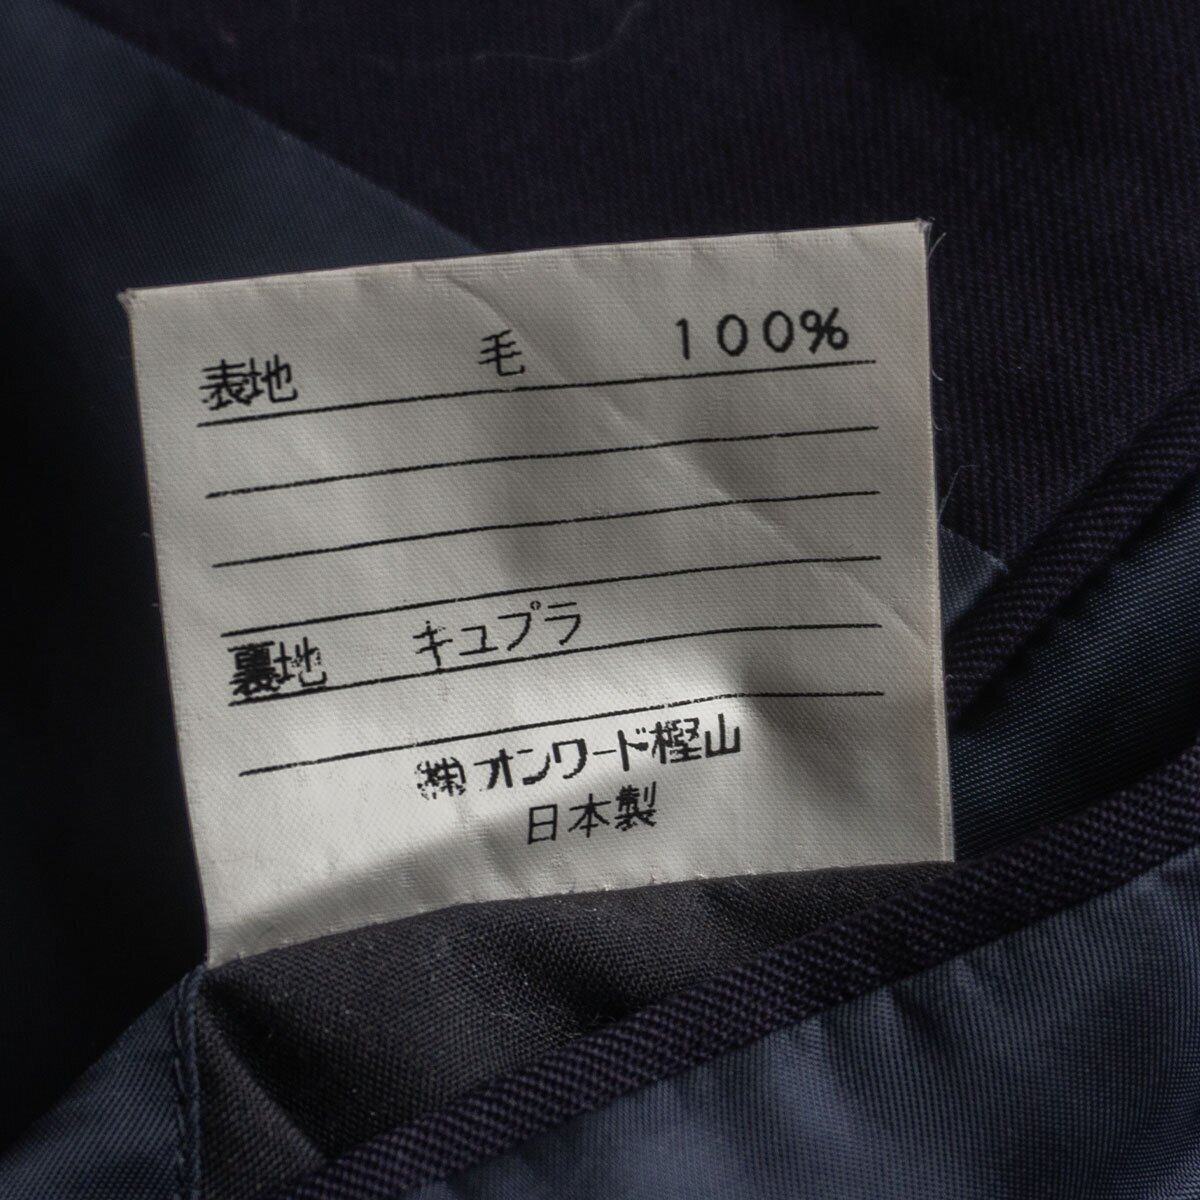 表地 毛 100%
裏地 キュプラ
㈱オンワード樫山
日本製